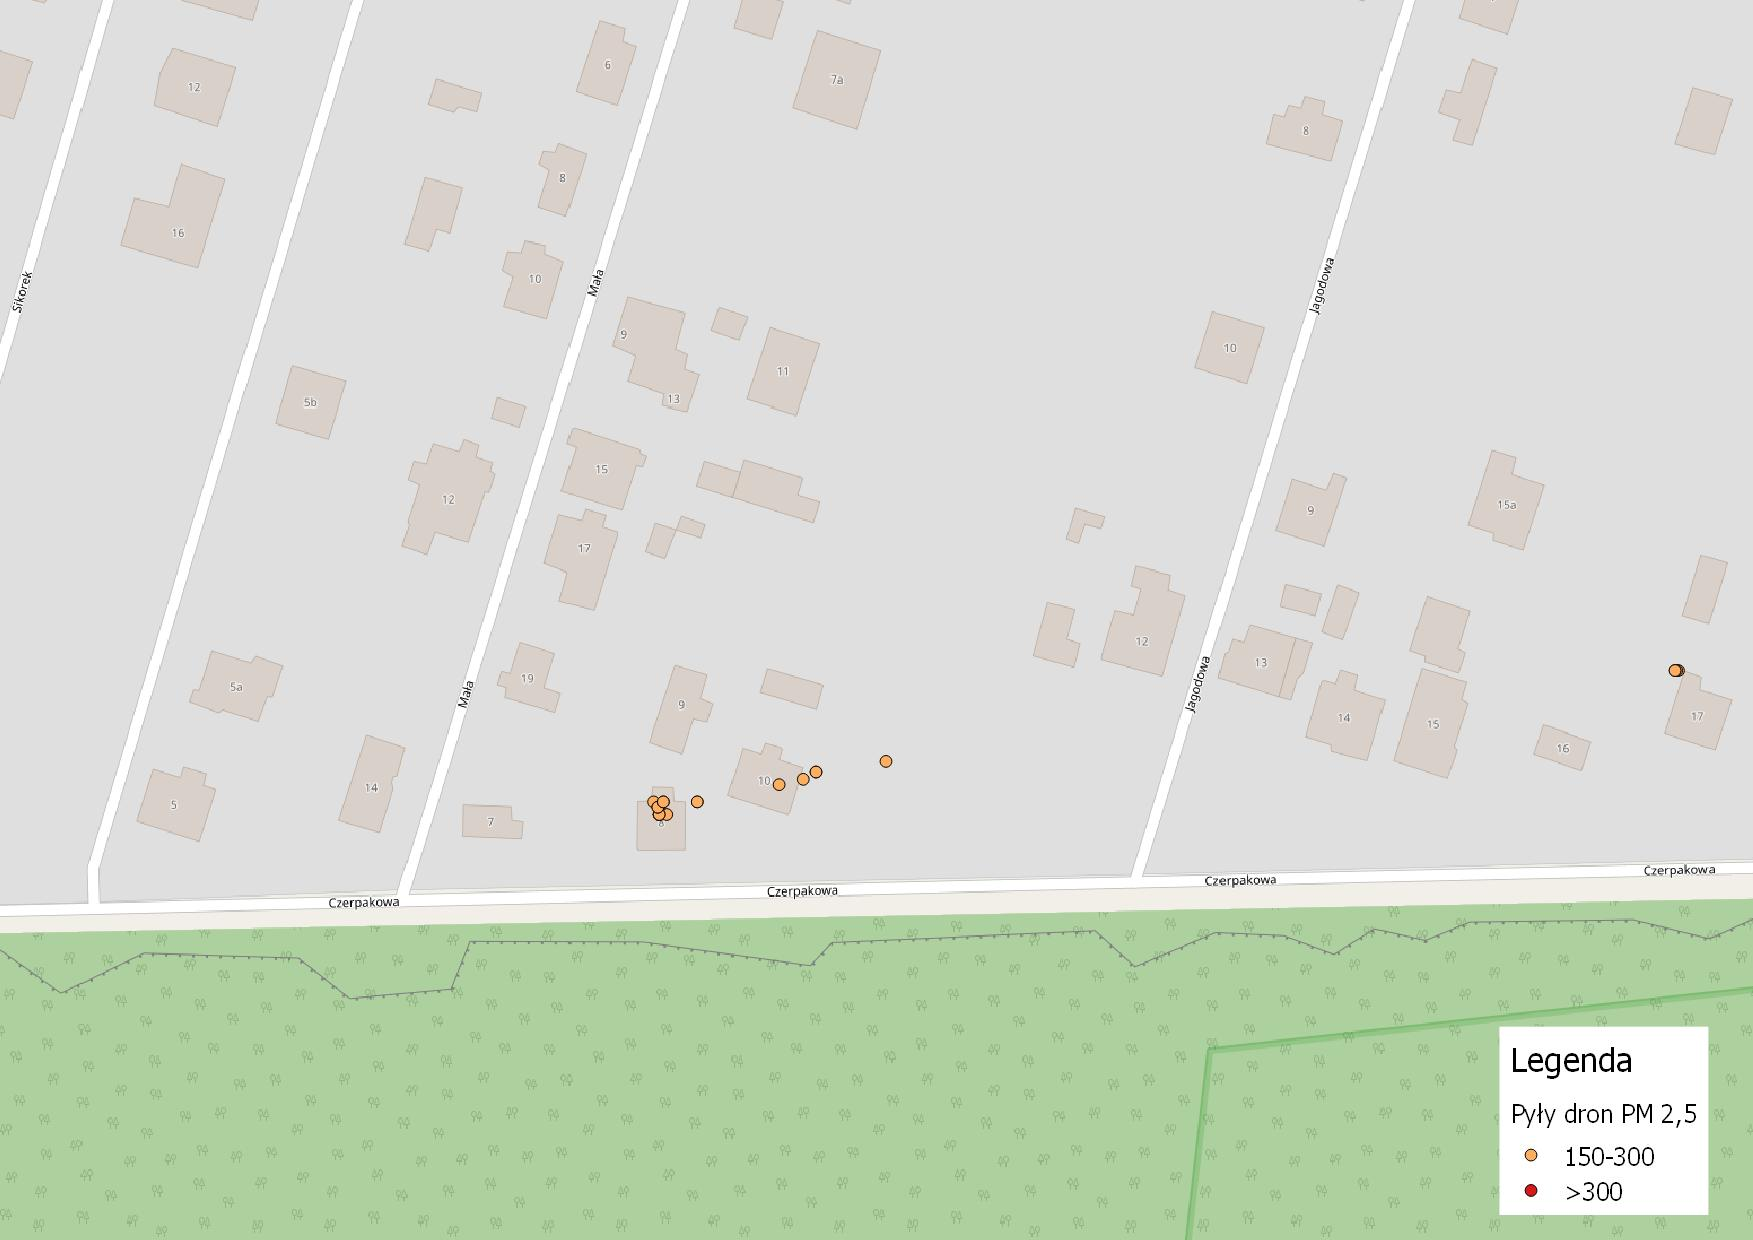 12
6
7a
8
16
8
10
Sikorek
Mała
Jagodowa
9
10
11
13
5b
15
12
9
15a
17
12
13
5a
19
Mała
Jagodowa
9
14
15
17
16
10
14
5
7
8
Czerpakowa
Czerpakowa
Czerpakowa
Czerpakowa
Legenda
Pyły dron PM 2,5
150-300
>300